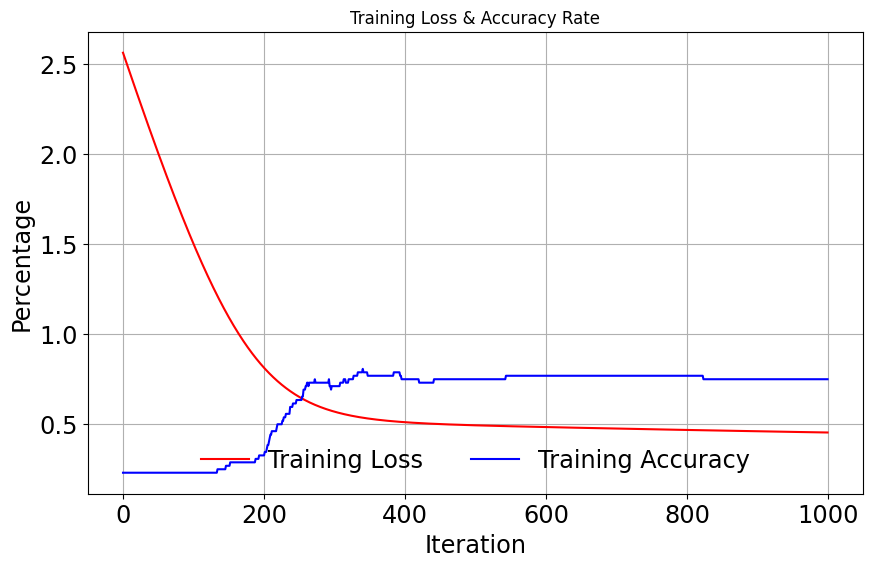 Training Loss & Accuracy Rate
2.5
2.0
1.5
1.0
0.5
Percentage
Training Loss Training Accuracy
0 200 400 600 800 1000
Iteration